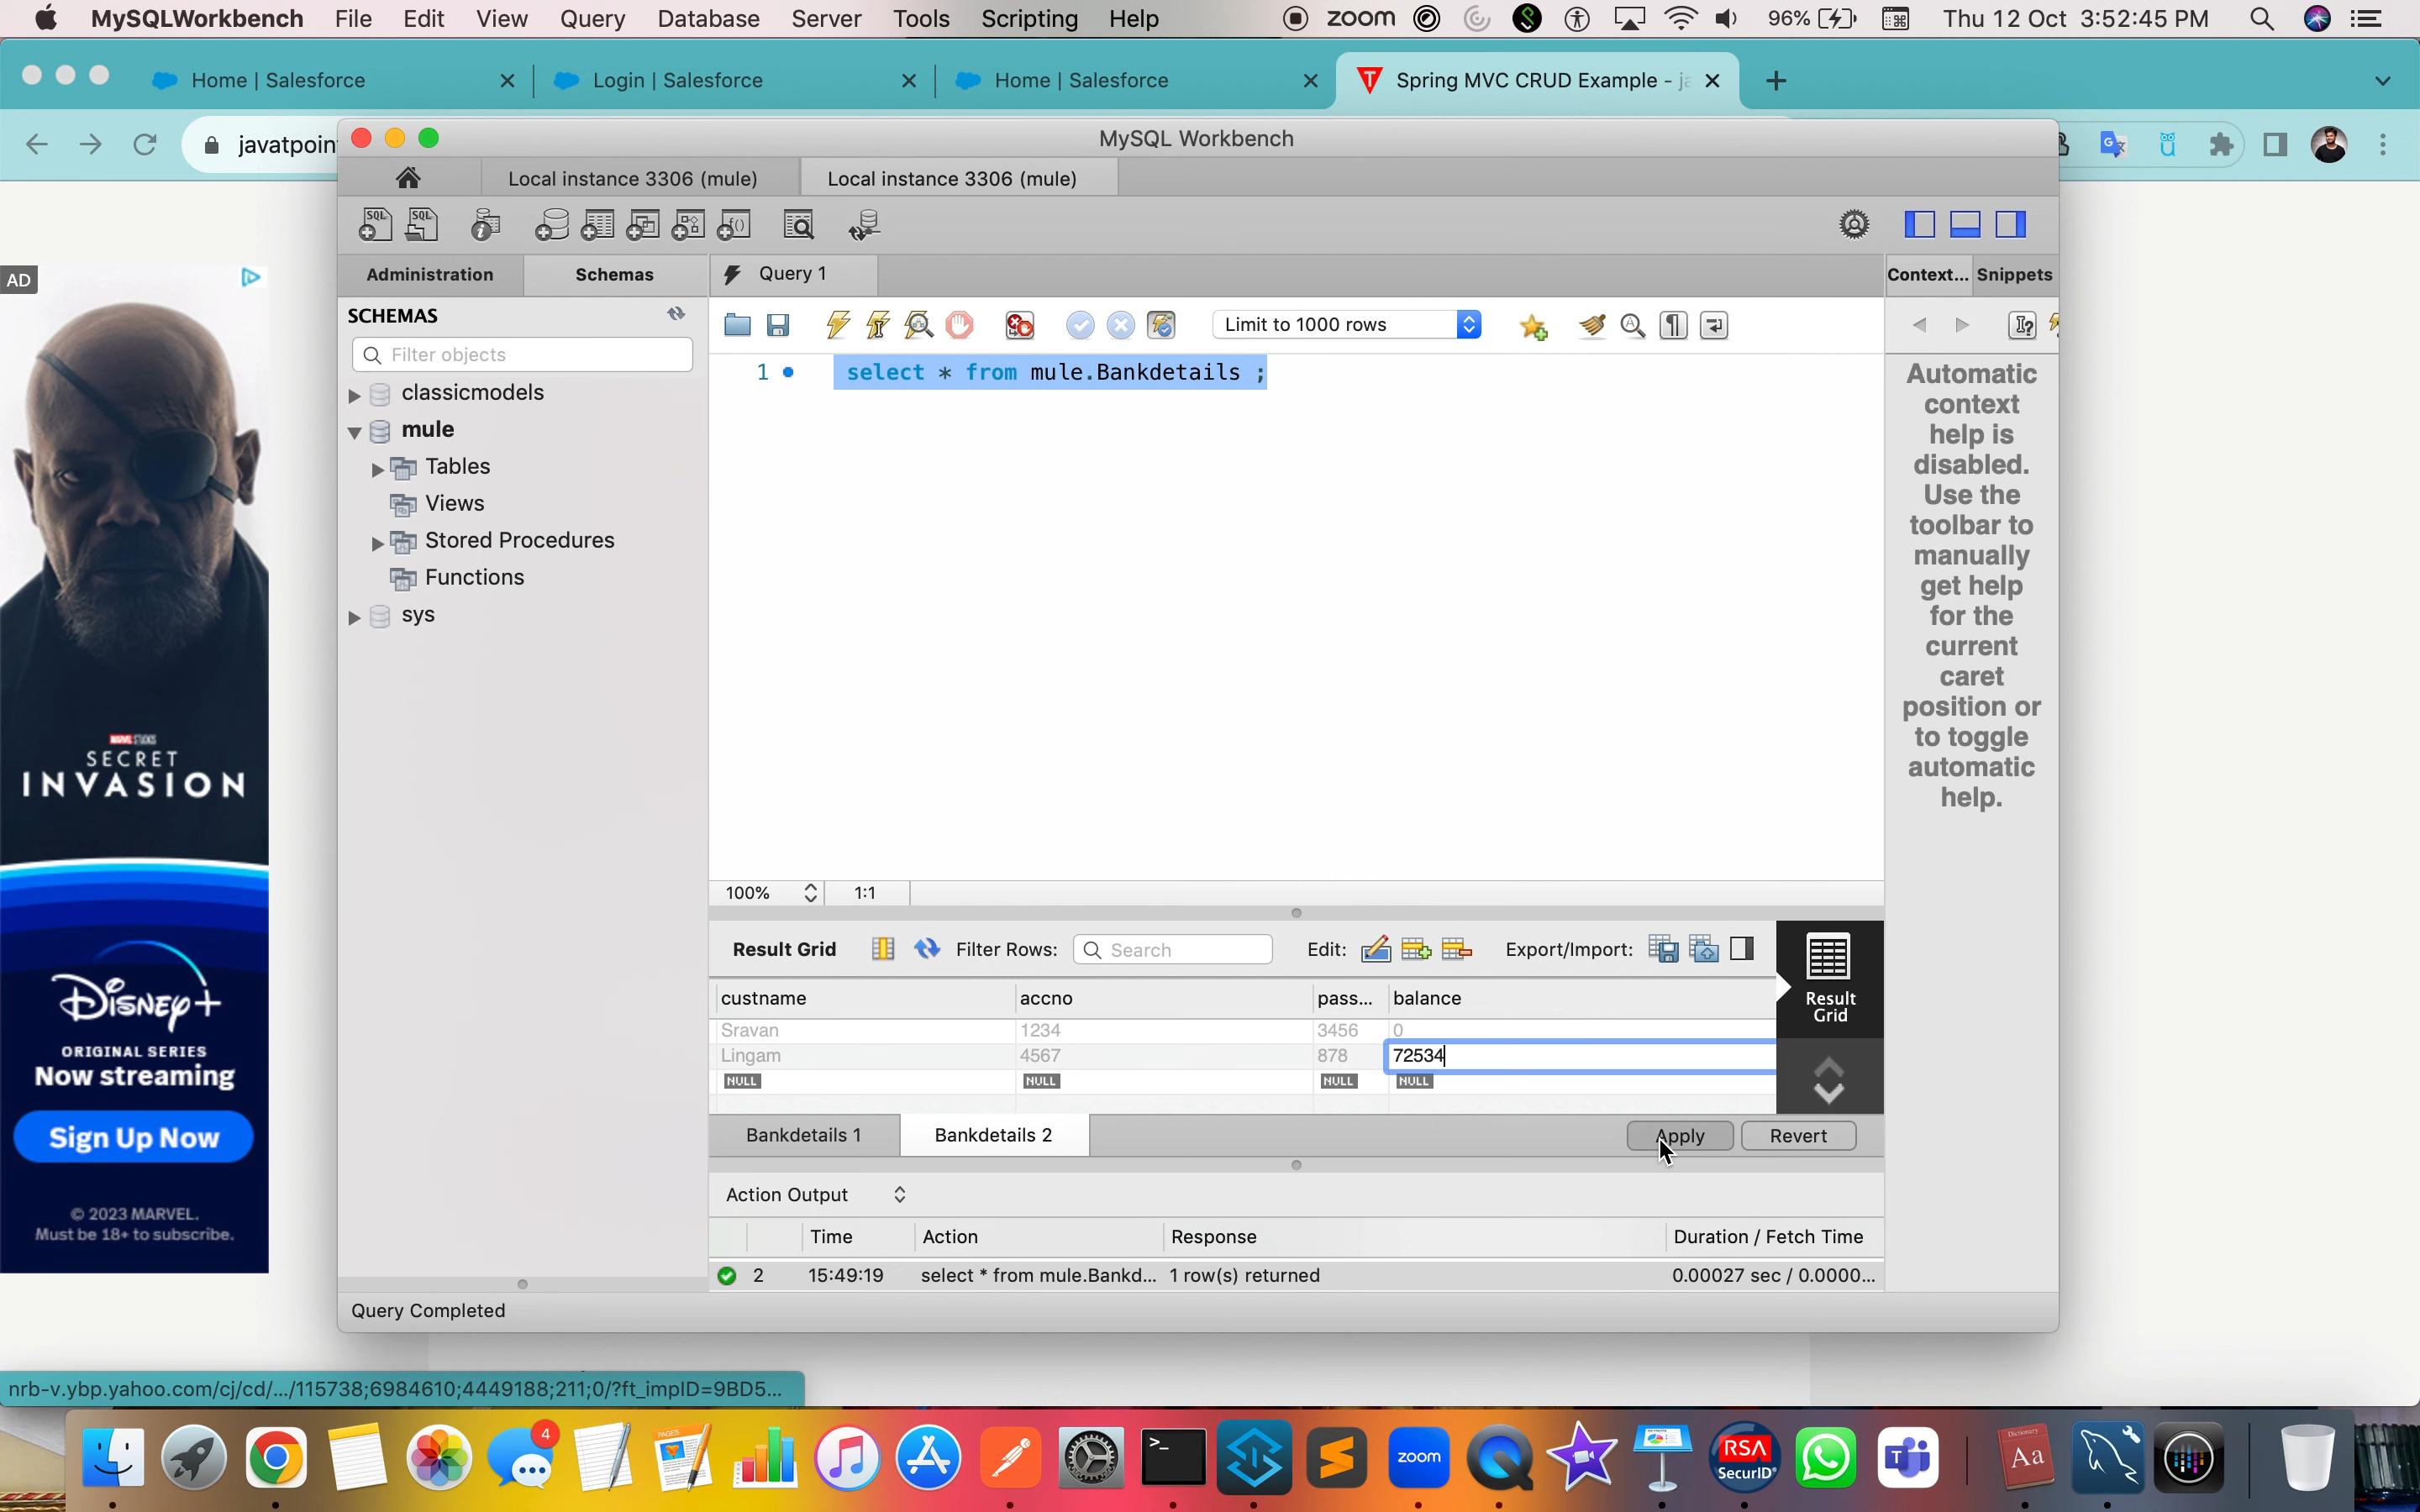 MySQLWorkbench File Edit View Query Database Server Tools Scripting Help zoom 96% Thu 12 Oct 3:52:45 PM
Home | Salesforce Login | Salesforce Home | Salesforce Spring MVC CRUD Example -
javatpoin
MySQL Workbench
Local instance 3306 (mule) Local instance 3306 (mule)
Administration Schemas Query 1 Context... Snippets
SCHEMAS
Filter objects
Limit to 1000 rows
1 select * from mule.Bankdetails ;
classicmodels
mule
Tables
Views
Stored Procedures
Functions
sys
Automatic
context
help is
disabled.
Use the
toolbar to
manually
get help
for the
current
caret
position or
to toggle
automatic
help.
AD
MARVEL STUDIOS
SECRET
INVASION
Disney+
ORIGINAL SERIES
Now streaming
Sign Up Now
© 2023 MARVEL.
Must be 18+ to subscribe.
100% 1:1
Result Grid Filter Rows: Search Edit: Export/Import:
Result
Grid
custname accno pass... balance
Sravan 1234 3456 0
Lingam 4567 878 72534
NULL NULL NULL NULL
Bankdetails 1 Bankdetails 2 Apply Revert
Action Output
Time Action Response Duration / Fetch Time
2 15:49:19 select * from mule.Bankd... 1 row(s) returned 0.00027 sec / 0.0000...
Query Completed
nrb-v.ybp.yahoo.com/cj/cd/.../115738;6984610;4449188;211;0/?ft_impID=9BD5...
4
PAGES
zoom
RSA
SecurID
Dictionary
Aa